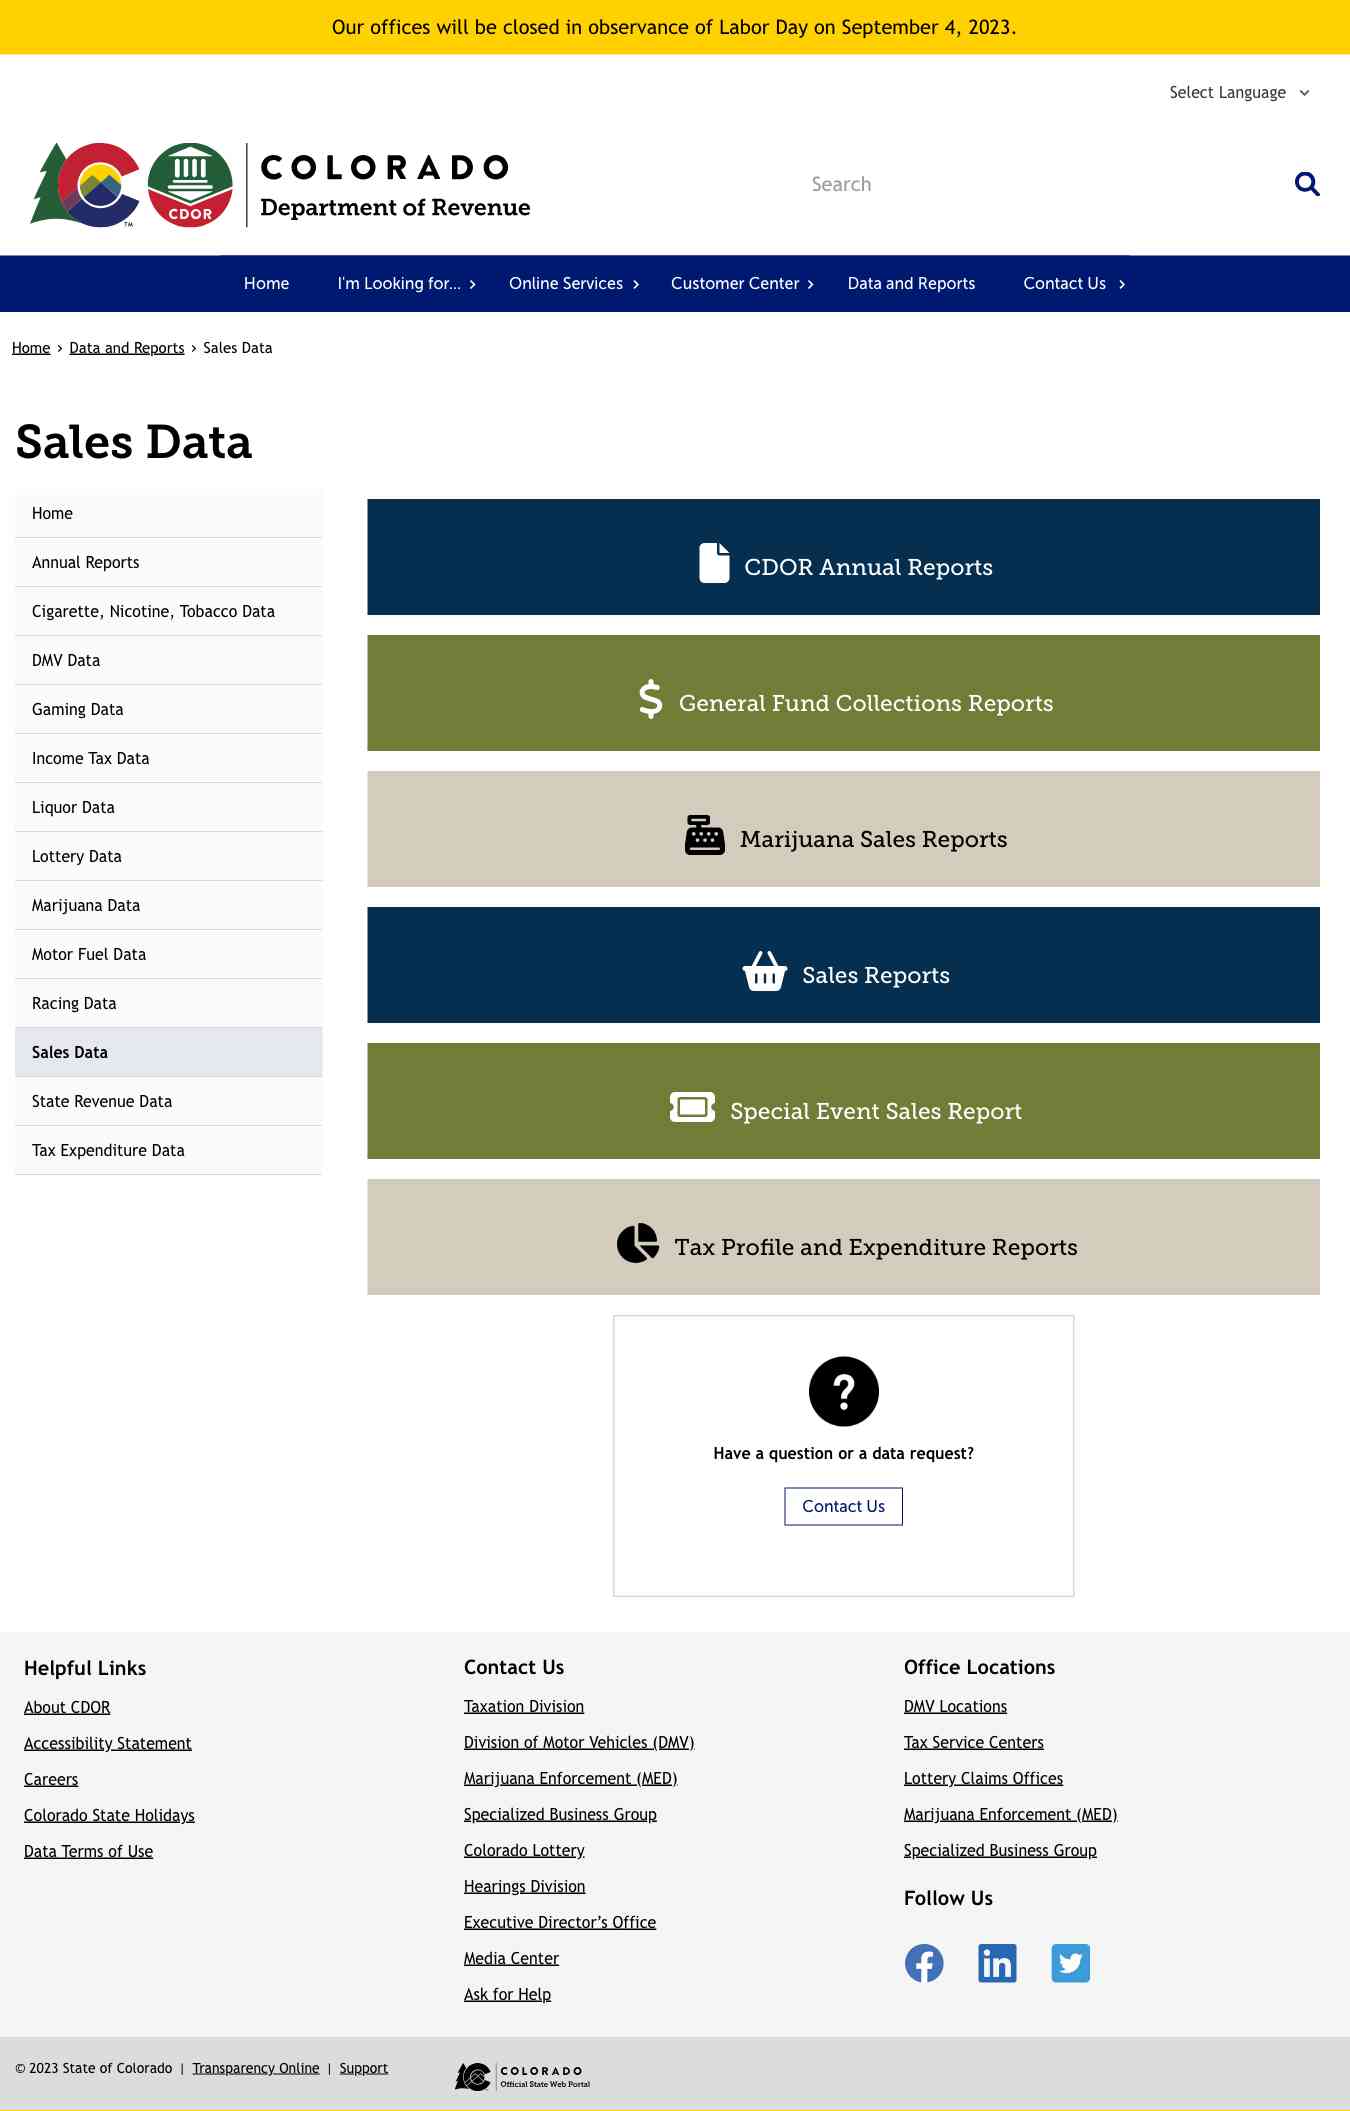 Our offices will be closed in observance of Labor Day on September 4, 2023.
Select Language
CDOR
TM
COLORADO
Department of Revenue
Search
Home I'm Looking for... Online Services Customer Center Data and Reports Contact Us
Home › Data and Reports › Sales Data
Sales Data
Home
Annual Reports
Cigarette, Nicotine, Tobacco Data
DMV Data
Gaming Data
Income Tax Data
Liquor Data
Lottery Data
Marijuana Data
Motor Fuel Data
Racing Data
Sales Data
State Revenue Data
Tax Expenditure Data
CDOR Annual Reports
General Fund Collections Reports
Marijuana Sales Reports
Sales Reports
Special Event Sales Report
Tax Profile and Expenditure Reports
Have a question or a data request?
Contact Us
Helpful Links
About CDOR
Accessibility Statement
Careers
Colorado State Holidays
Data Terms of Use
Contact Us
Taxation Division
Division of Motor Vehicles (DMV)
Marijuana Enforcement (MED)
Specialized Business Group
Colorado Lottery
Hearings Division
Executive Director’s Office
Media Center
Ask for Help
Office Locations
DMV Locations
Tax Service Centers
Lottery Claims Offices
Marijuana Enforcement (MED)
Specialized Business Group
Follow Us
© 2023 State of Colorado | Transparency Online | Support
COLORADO
Official State Web Portal